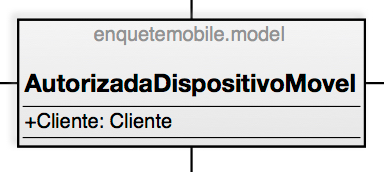 enquetemobile.model
AutorizadaDispositivoMovel
+Cliente: Cliente